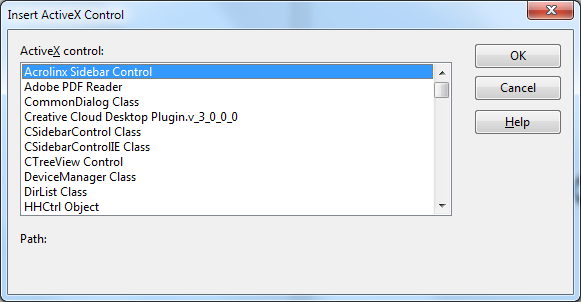 Insert ActiveX Control
ActiveX control:
OK
Acrolinx Sidebar Control
Adobe PDF Reader
Cancel
CommonDialog Class
Creative Cloud Desktop Plugin.v_3_0_0_0
Help
CSidebarControl Class
CSidebarControlIE Class
CTreeView Control
DeviceManager Class
DirList Class
HHCtrl Object
Path: